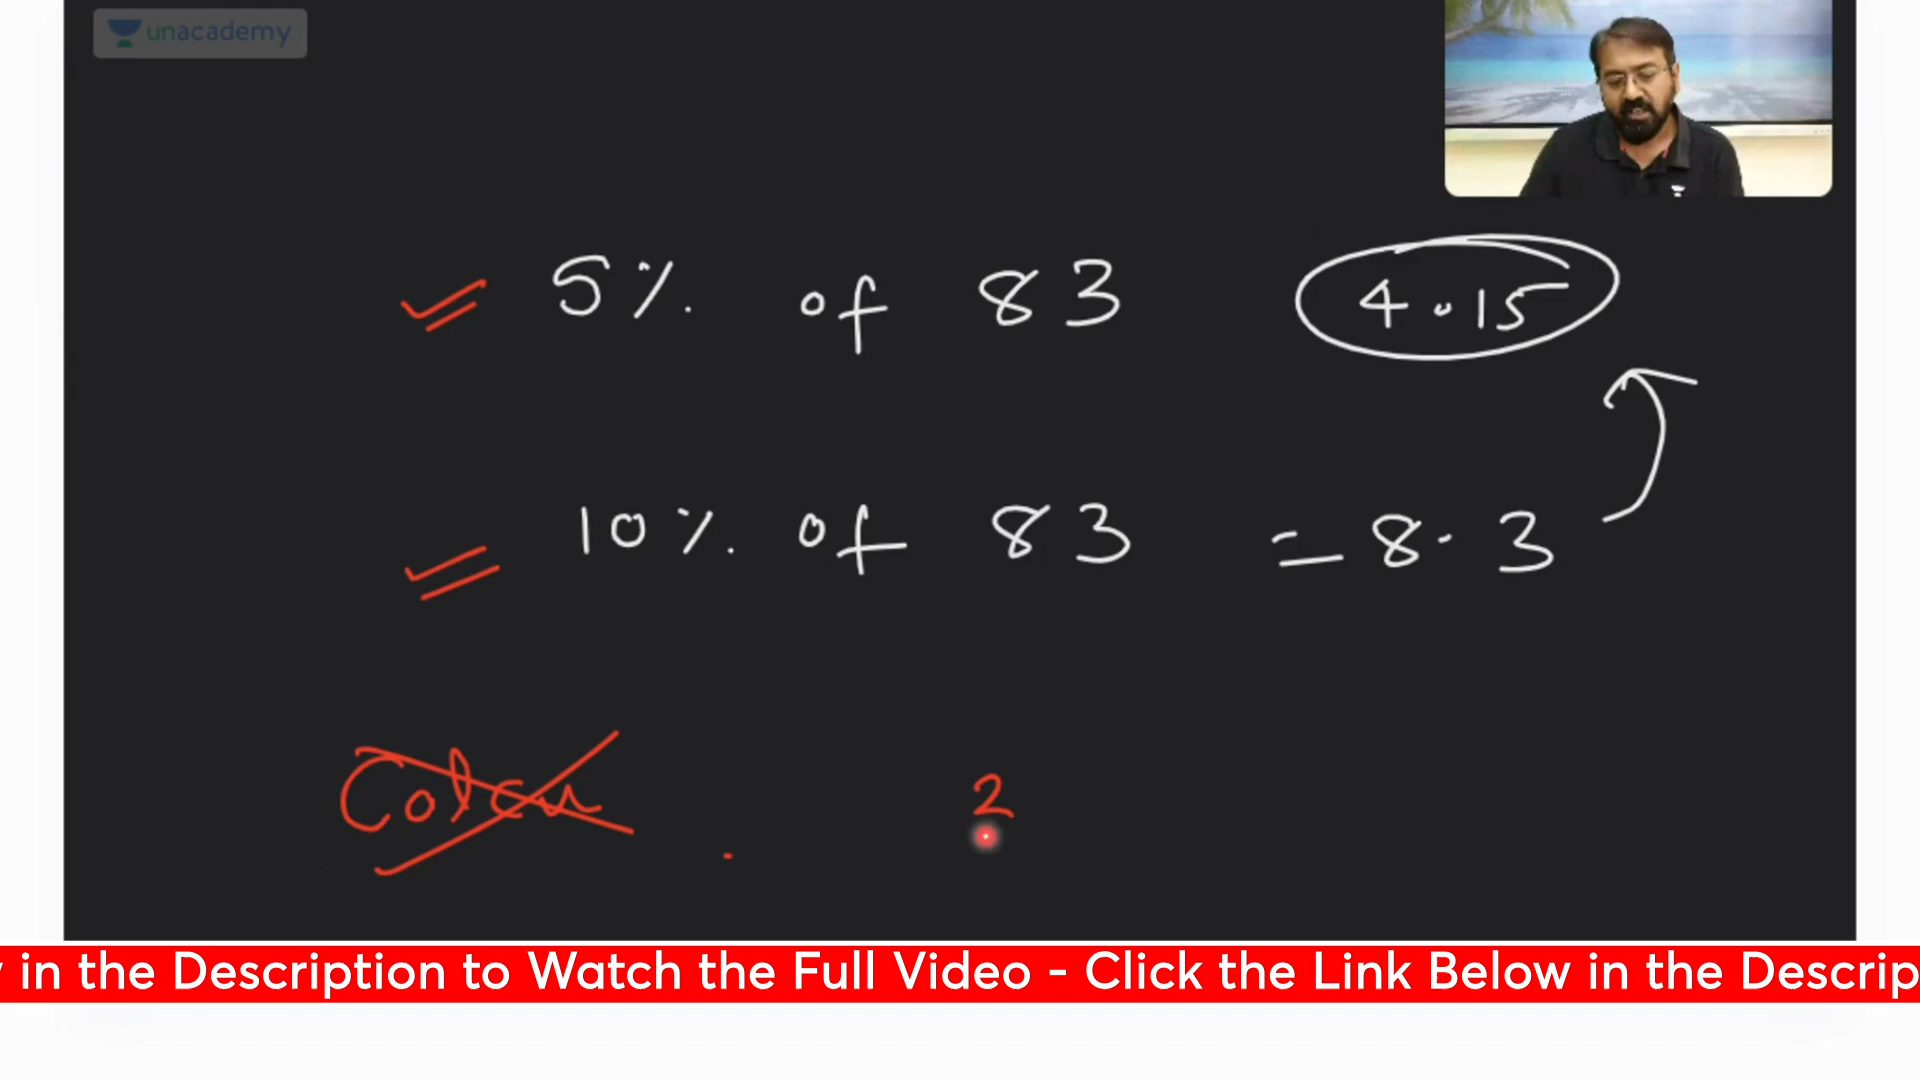 unacademy
5% of 83 4.15
10% of 83 = 8.3
2
in the Description to Watch the Full Video - Click the Link Below in the Descrip